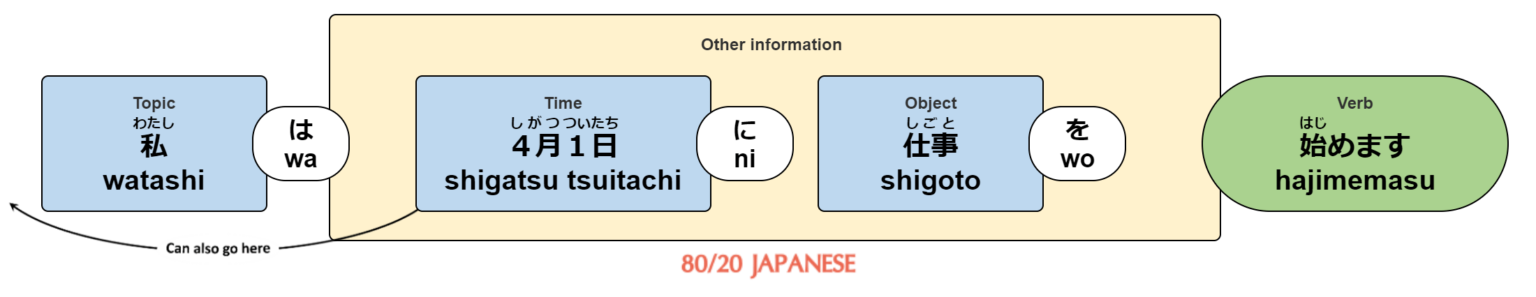 Other information
Topic
わたし
私
watashi
は
wa
Time
しがつついたち
４月１日
shigatsu tsuitachi
に
ni
Object
しごと
仕事
shigoto
を
wo
Verb
はじ
始めます
hajimemasu
Can also go here
80/20 JAPANESE